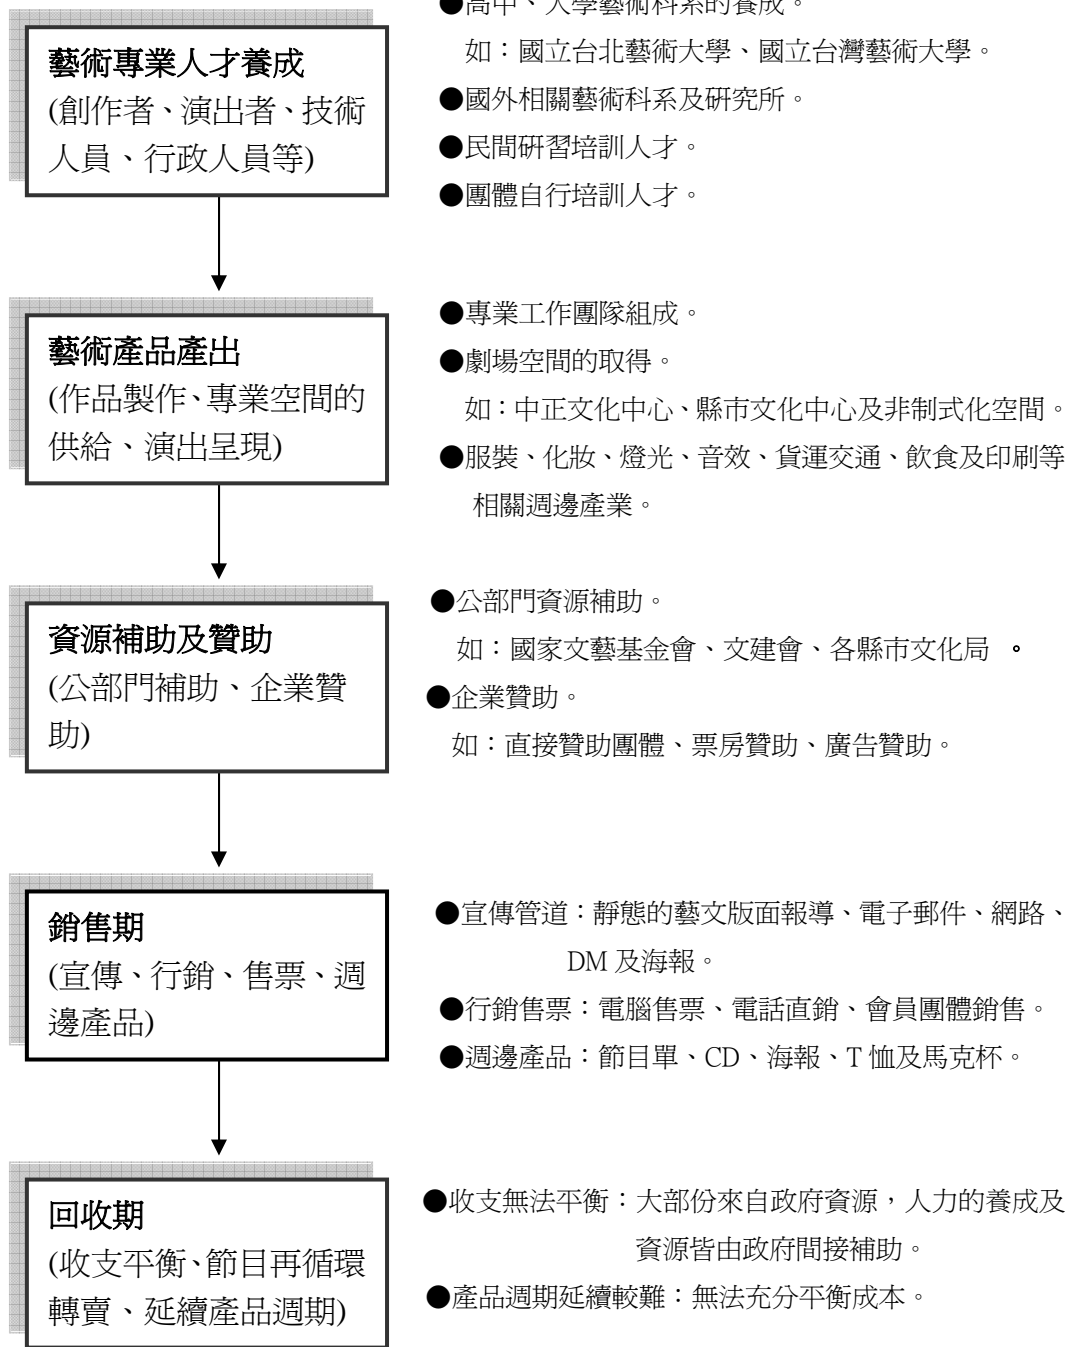 ●高中、大學藝術科系的養成。
如：國立台北藝術大學、國立台灣藝術大學。
●國外相關藝術科系及研究所。
●民間研習培訓人才。
●團體自行培訓人才。
藝術專業人才養成
(創作者、演出者、技術
人員、行政人員等)
●專業工作團隊組成。
●劇場空間的取得。
如：中正文化中心、縣市文化中心及非制式化空間。
●服裝、化妝、燈光、音效、貨運交通、飲食及印刷等
相關週邊產業。
藝術產品產出
(作品製作、專業空間的
供給、演出呈現)
●公部門資源補助。
如：國家文藝基金會、文建會、各縣市文化局 。
●企業贊助。
如：直接贊助團體、票房贊助、廣告贊助。
資源補助及贊助
(公部門補助、企業贊
助)
●宣傳管道：靜態的藝文版面報導、電子郵件、網路、
DM 及海報。
●行銷售票：電腦售票、電話直銷、會員團體銷售。
●週邊產品：節目單、CD、海報、T 恤及馬克杯。
銷售期
(宣傳、行銷、售票、週
邊產品)
●收支無法平衡：大部份來自政府資源，人力的養成及
資源皆由政府間接補助。
●產品週期延續較難：無法充分平衡成本。
回收期
(收支平衡、節目再循環
轉賣、延續產品週期)